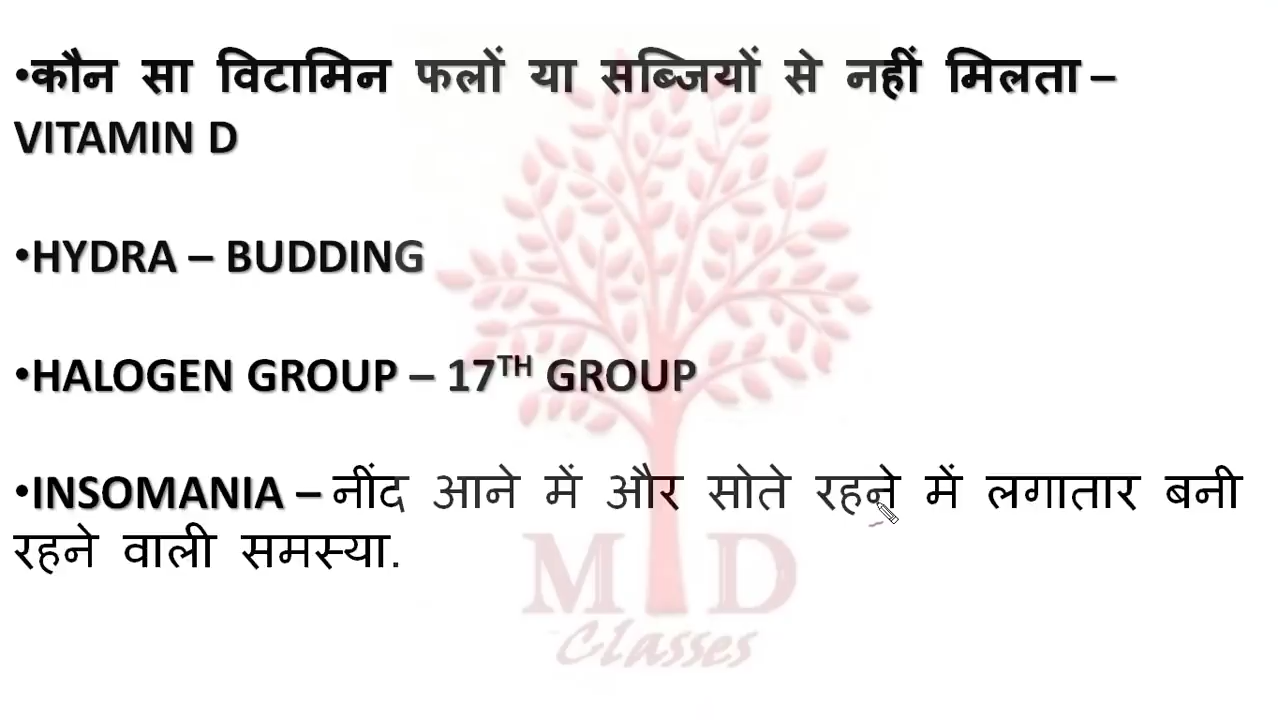 •कौन सा विटामिन फलों या सब्जियों से नहीं मिलता –
VITAMIN D
•HYDRA – BUDDING
•HALOGEN GROUP – 17TH GROUP
•INSOMANIA – नींद आने में और सोते रहने में लगातार बनी
रहने वाली समस्या.
M D
Classes